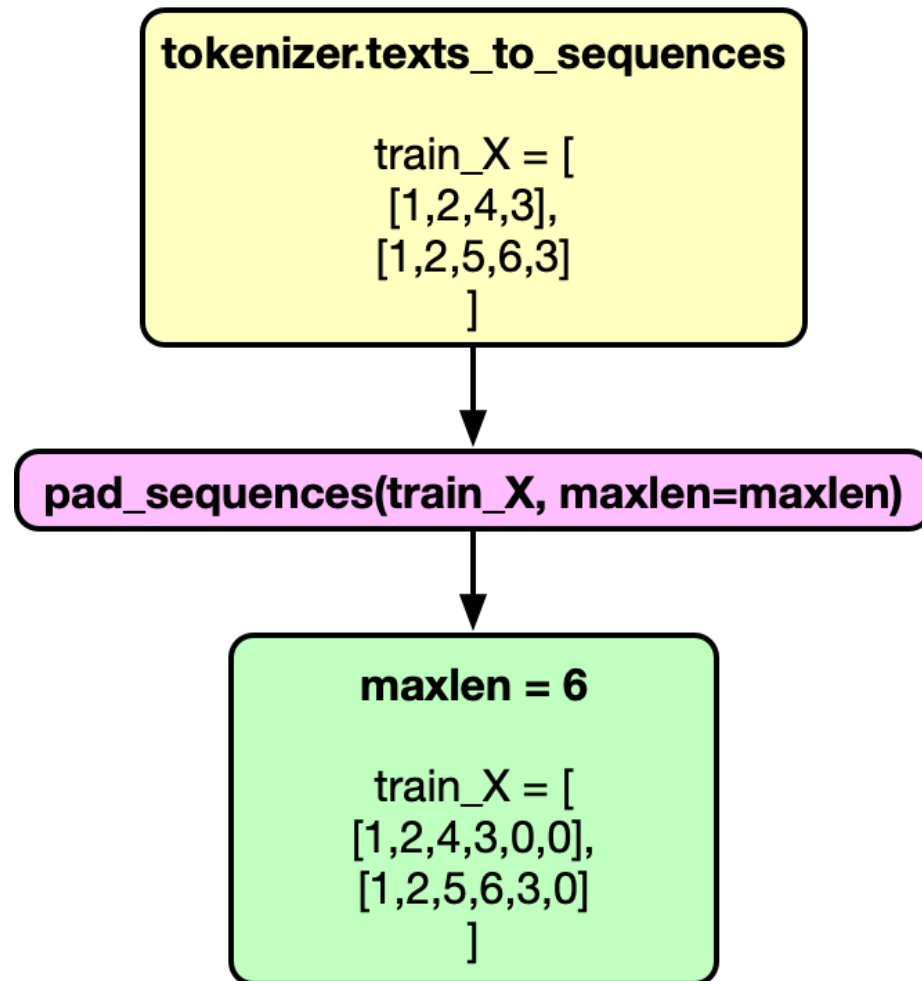 tokenizer.texts_to_sequences
train_X = [
[1,2,4,3],
[1,2,5,6,3]
]
pad_sequences(train_X, maxlen=maxlen)
maxlen = 6
train_X = [
[1,2,4,3,0,0],
[1,2,5,6,3,0]
]